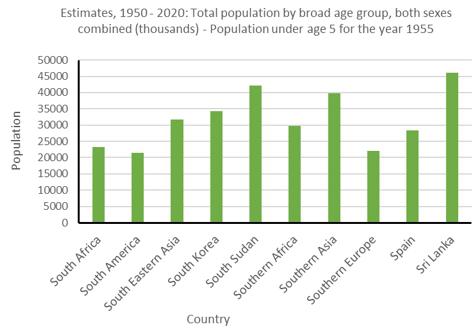 Estimates, 1950 - 2020: Total population by broad age group, both sexes
combined (thousands) - Population under age 5 for the year 1955
Population
50000
45000
40000
35000
30000
25000
20000
15000
10000
5000
0
South Africa
South America
South Eastern Asia
South Korea
South Sudan
Southern Africa
Southern Asia
Southern Europe
Spain
Sri Lanka
Country